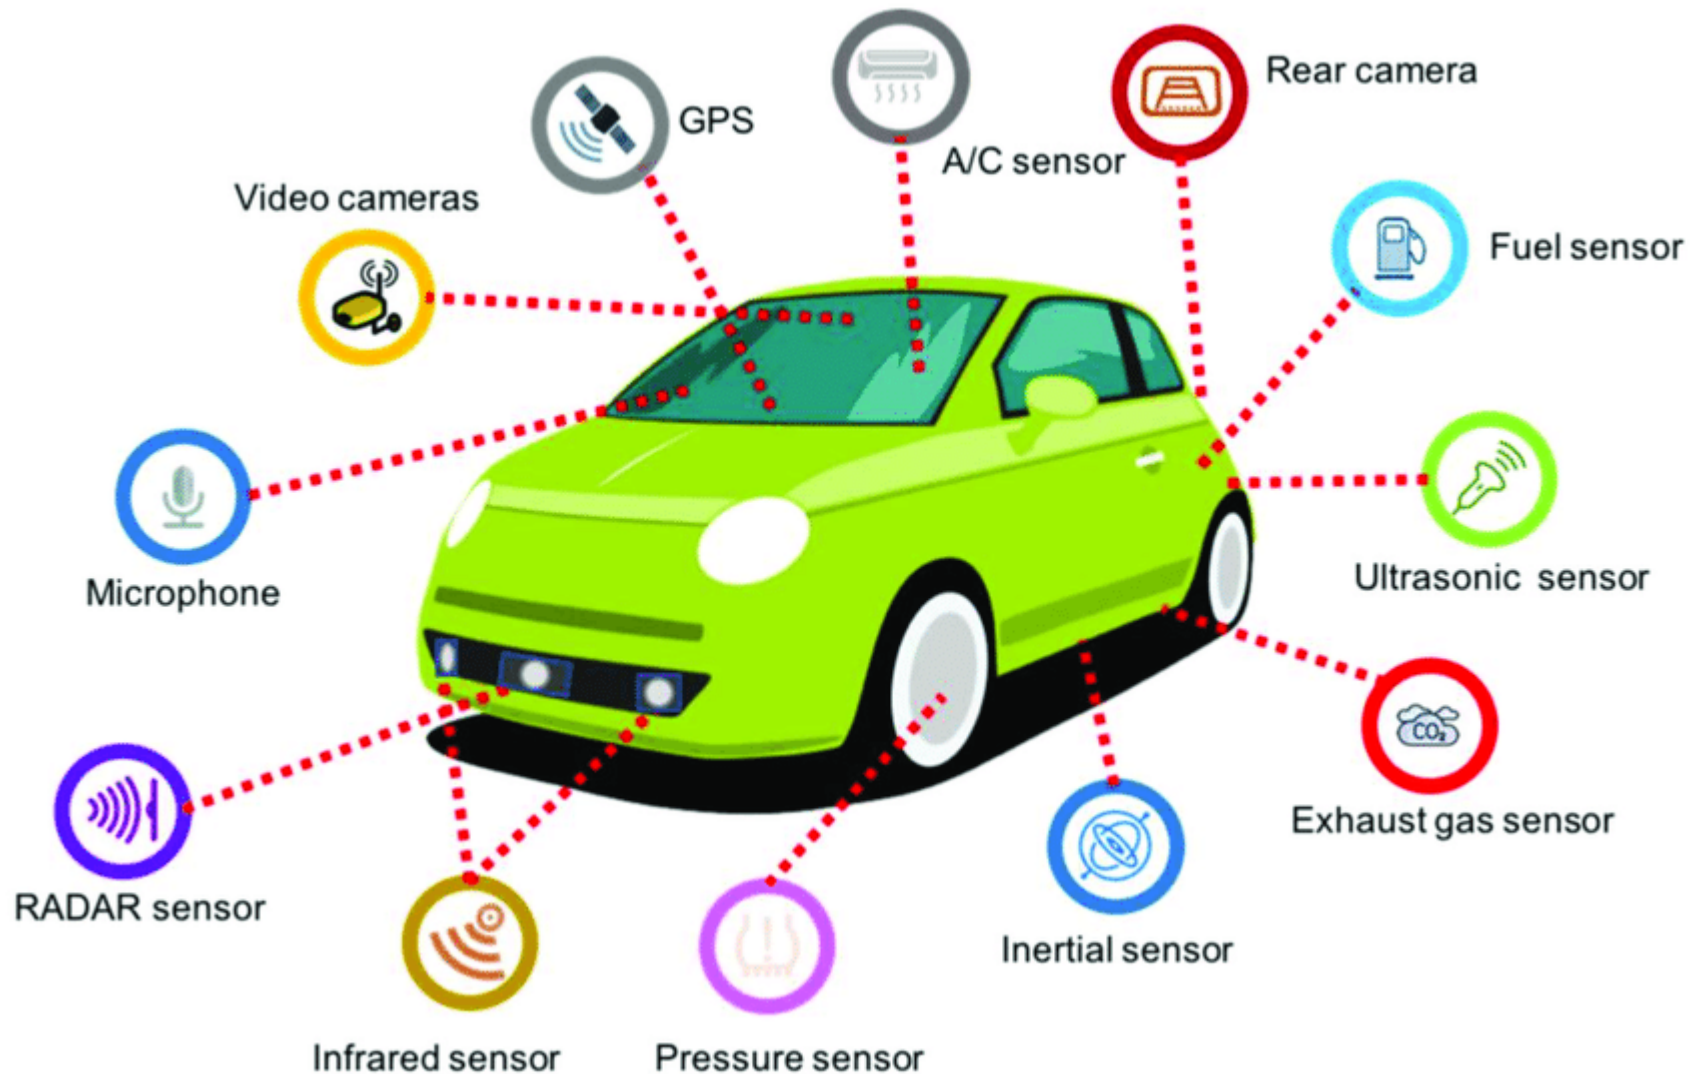 Rear camera
GPS
A/C sensor
Video cameras
Fuel sensor
Microphone
Ultrasonic sensor
CO₂
Exhaust gas sensor
RADAR sensor
Inertial sensor
Infrared sensor
Pressure sensor